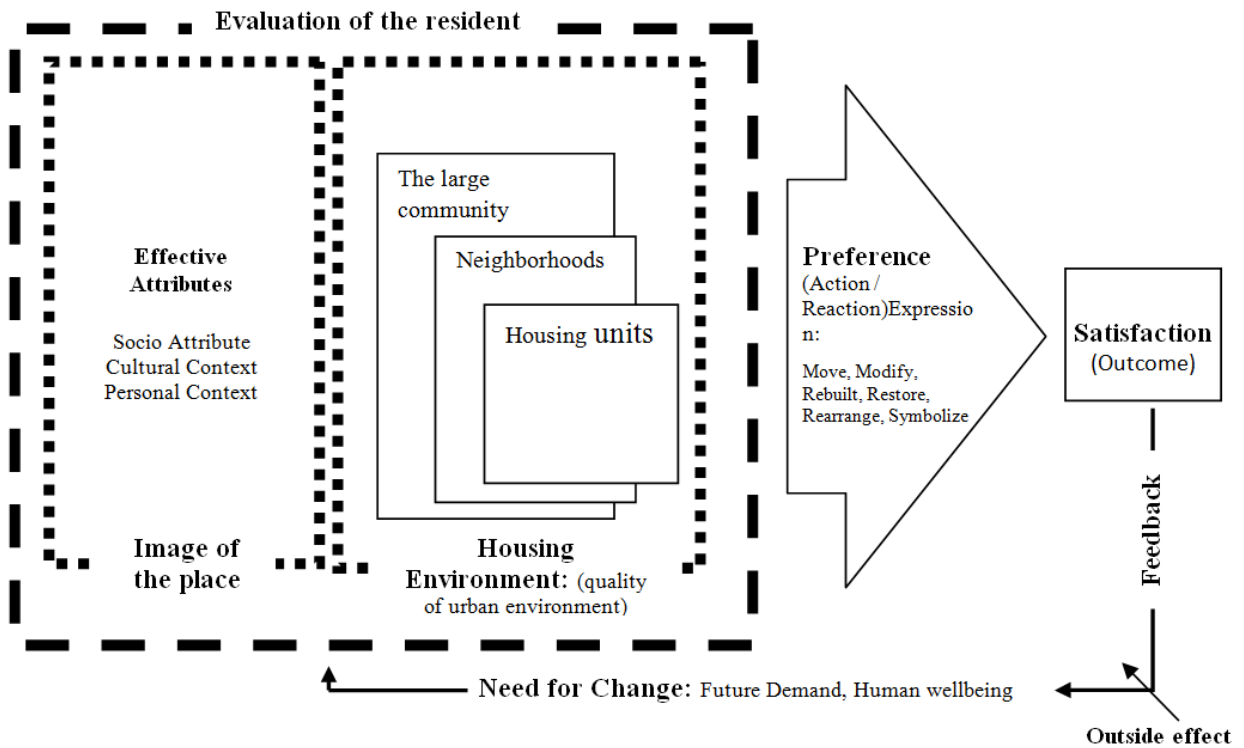 Evaluation of the resident
Effective
Attributes
Socio Attribute
Cultural Context
Personal Context
Image of
the place
The large
community
Neighborhoods
Housing units
Housing
Environment: (quality
of urban environment)
Preference
(Action /
Reaction)Expressio
n:
Move, Modify,
Rebuilt, Restore,
Rearrange, Symbolize
Satisfaction
(Outcome)
Feedback
Need for Change: Future Demand, Human wellbeing
Outside effect